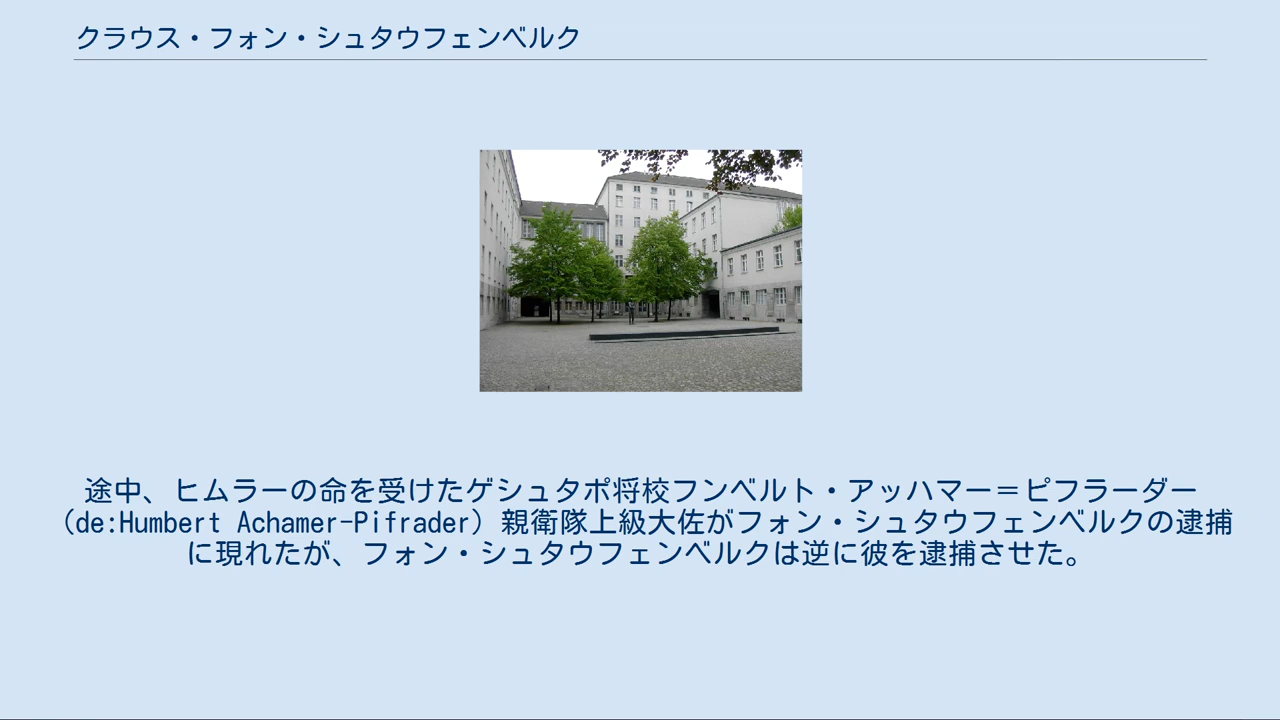 クラウス・フォン・シュタウフェンベルク
途中、ヒムラーの命を受けたゲシュタポ将校フンベルト・アッハマー＝ピフラーダー
（de:Humbert Achamer-Pifrader）親衛隊上級大佐がフォン・シュタウフェンベルクの逮捕
に現れたが、フォン・シュタウフェンベルクは逆に彼を逮捕させた。